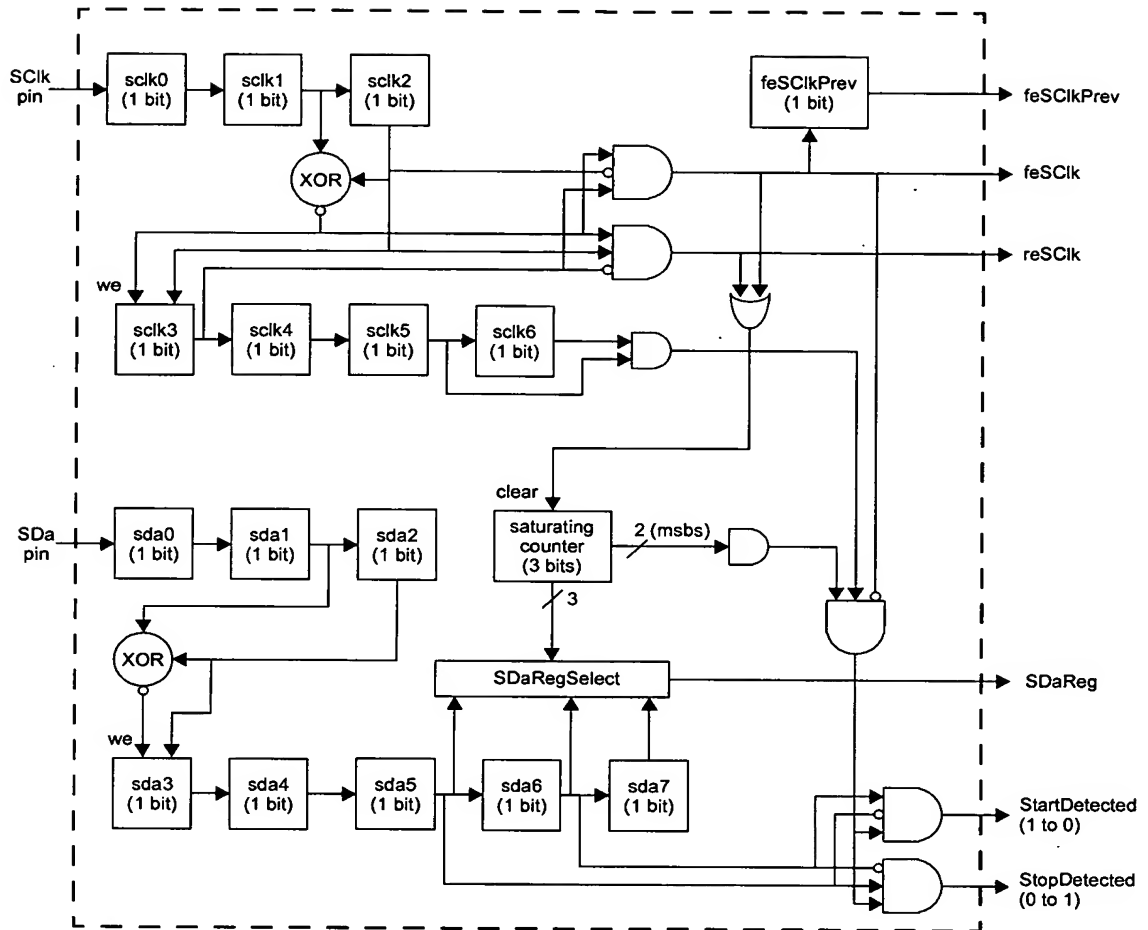 SClk
pin
sclk0
(1 bit)
sclk1
(1 bit)
sclk2
(1 bit)
feSClkPrev
(1 bit)
feSClkPrev
XOR
feSClk
reSClk
we
sclk3
(1 bit)
sclk4
(1 bit)
sclk5
(1 bit)
sclk6
(1 bit)
clear
SDa
pin
sda0
(1 bit)
sda1
(1 bit)
sda2
(1 bit)
saturating
counter
(3 bits)
2 (msbs)
3
XOR
SDaRegSelect
SDaReg
we
sda3
(1 bit)
sda4
(1 bit)
sda5
(1 bit)
sda6
(1 bit)
sda7
(1 bit)
StartDetected
(1 to 0)
StopDetected
(0 to 1)